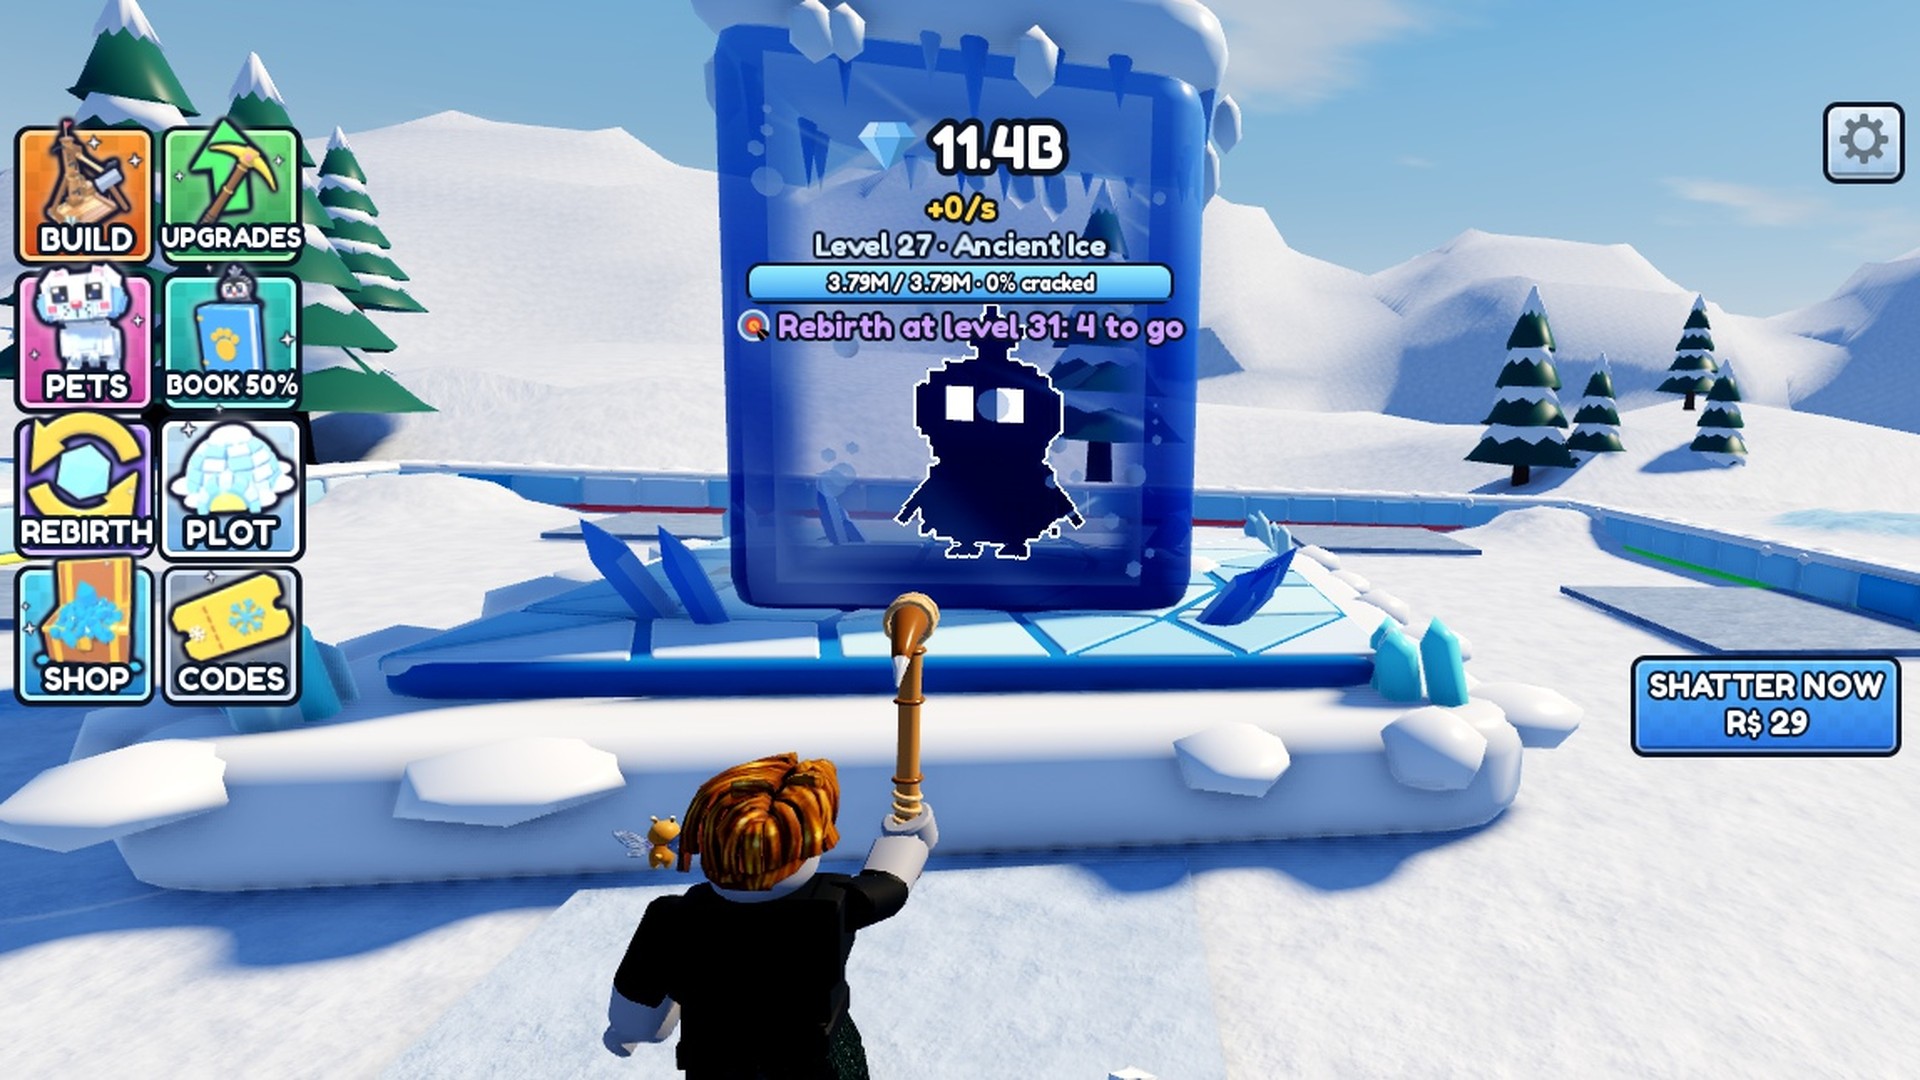 11.4B
+0/s
Level 27 · Ancient Ice
3.79M / 3.79M · 0% cracked
Rebirth at level 31: 4 to go
BUILD
UPGRADES
PETS
BOOK 50%
REBIRTH
PLOT
SHOP
CODES
SHATTER NOW
R$ 29